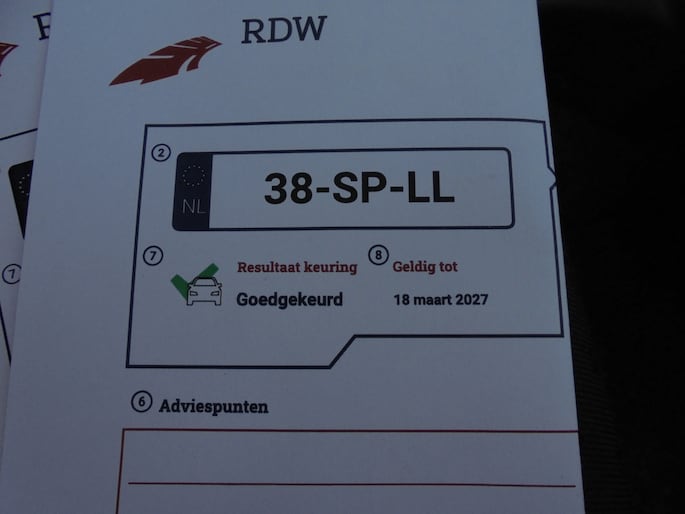 RDW
2
NL 38-SP-LL
7 Resultaat keuring 8 Geldig tot
Goedgekeurd 18 maart 2027
6 Adviespunten